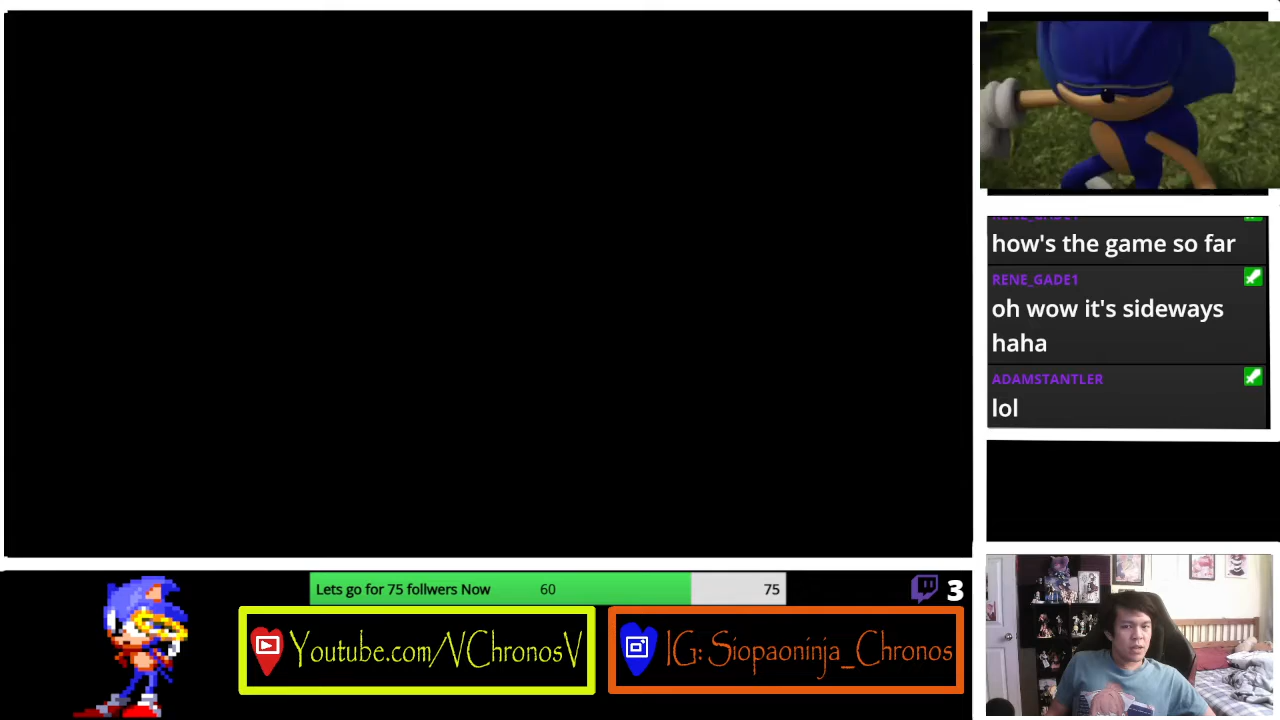 how's the game so far
RENE_GADE1
oh wow it's sideways
haha
ADAMSTANTLER
lol
Lets go for 75 follwers Now 60 75
3
Youtube.com/VChronosV
IG: Siopaoninja_Chronos